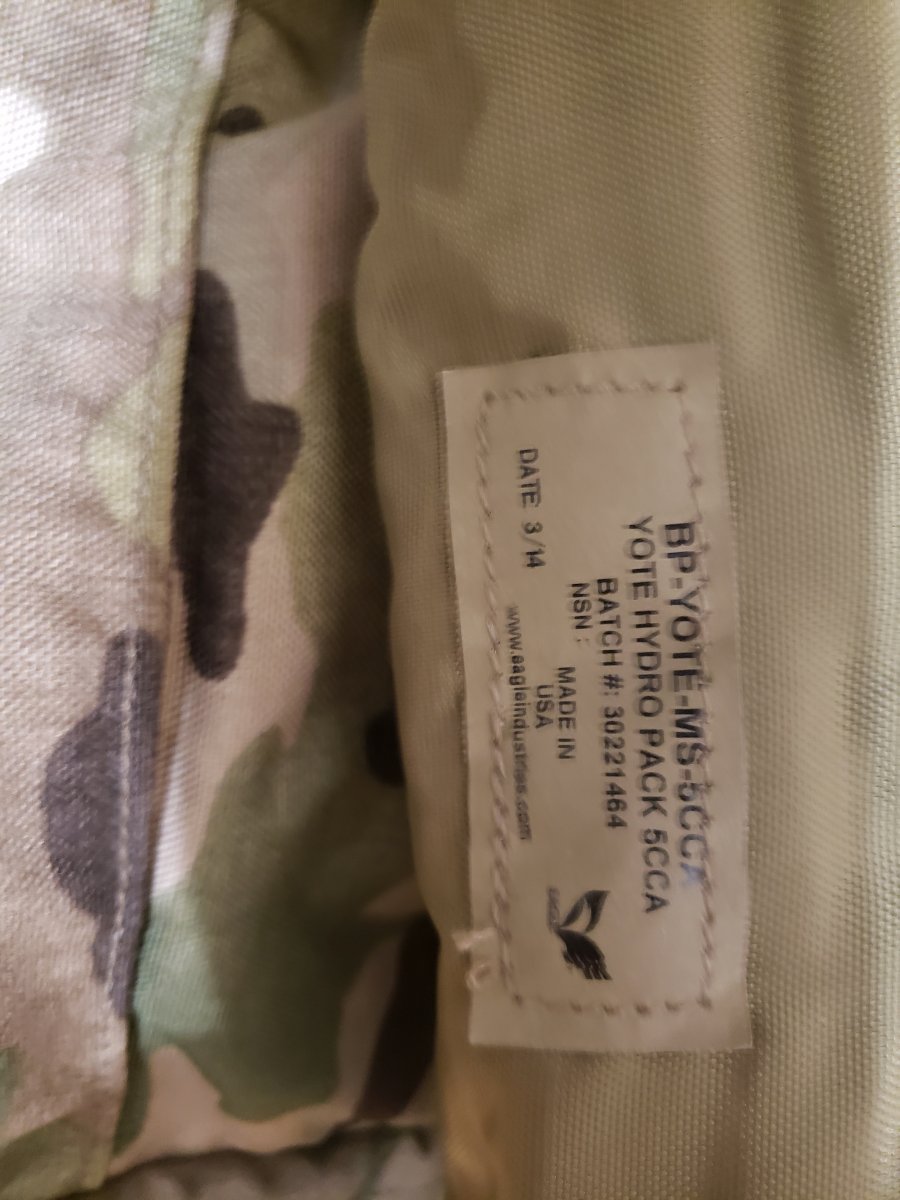 BP-YOTE-MS-5CCA
YOTE HYDRO PACK 5CCA
BATCH #: 30221464
NSN :
MADE IN
USA
DATE: 3/14
www.eagleindustries.com